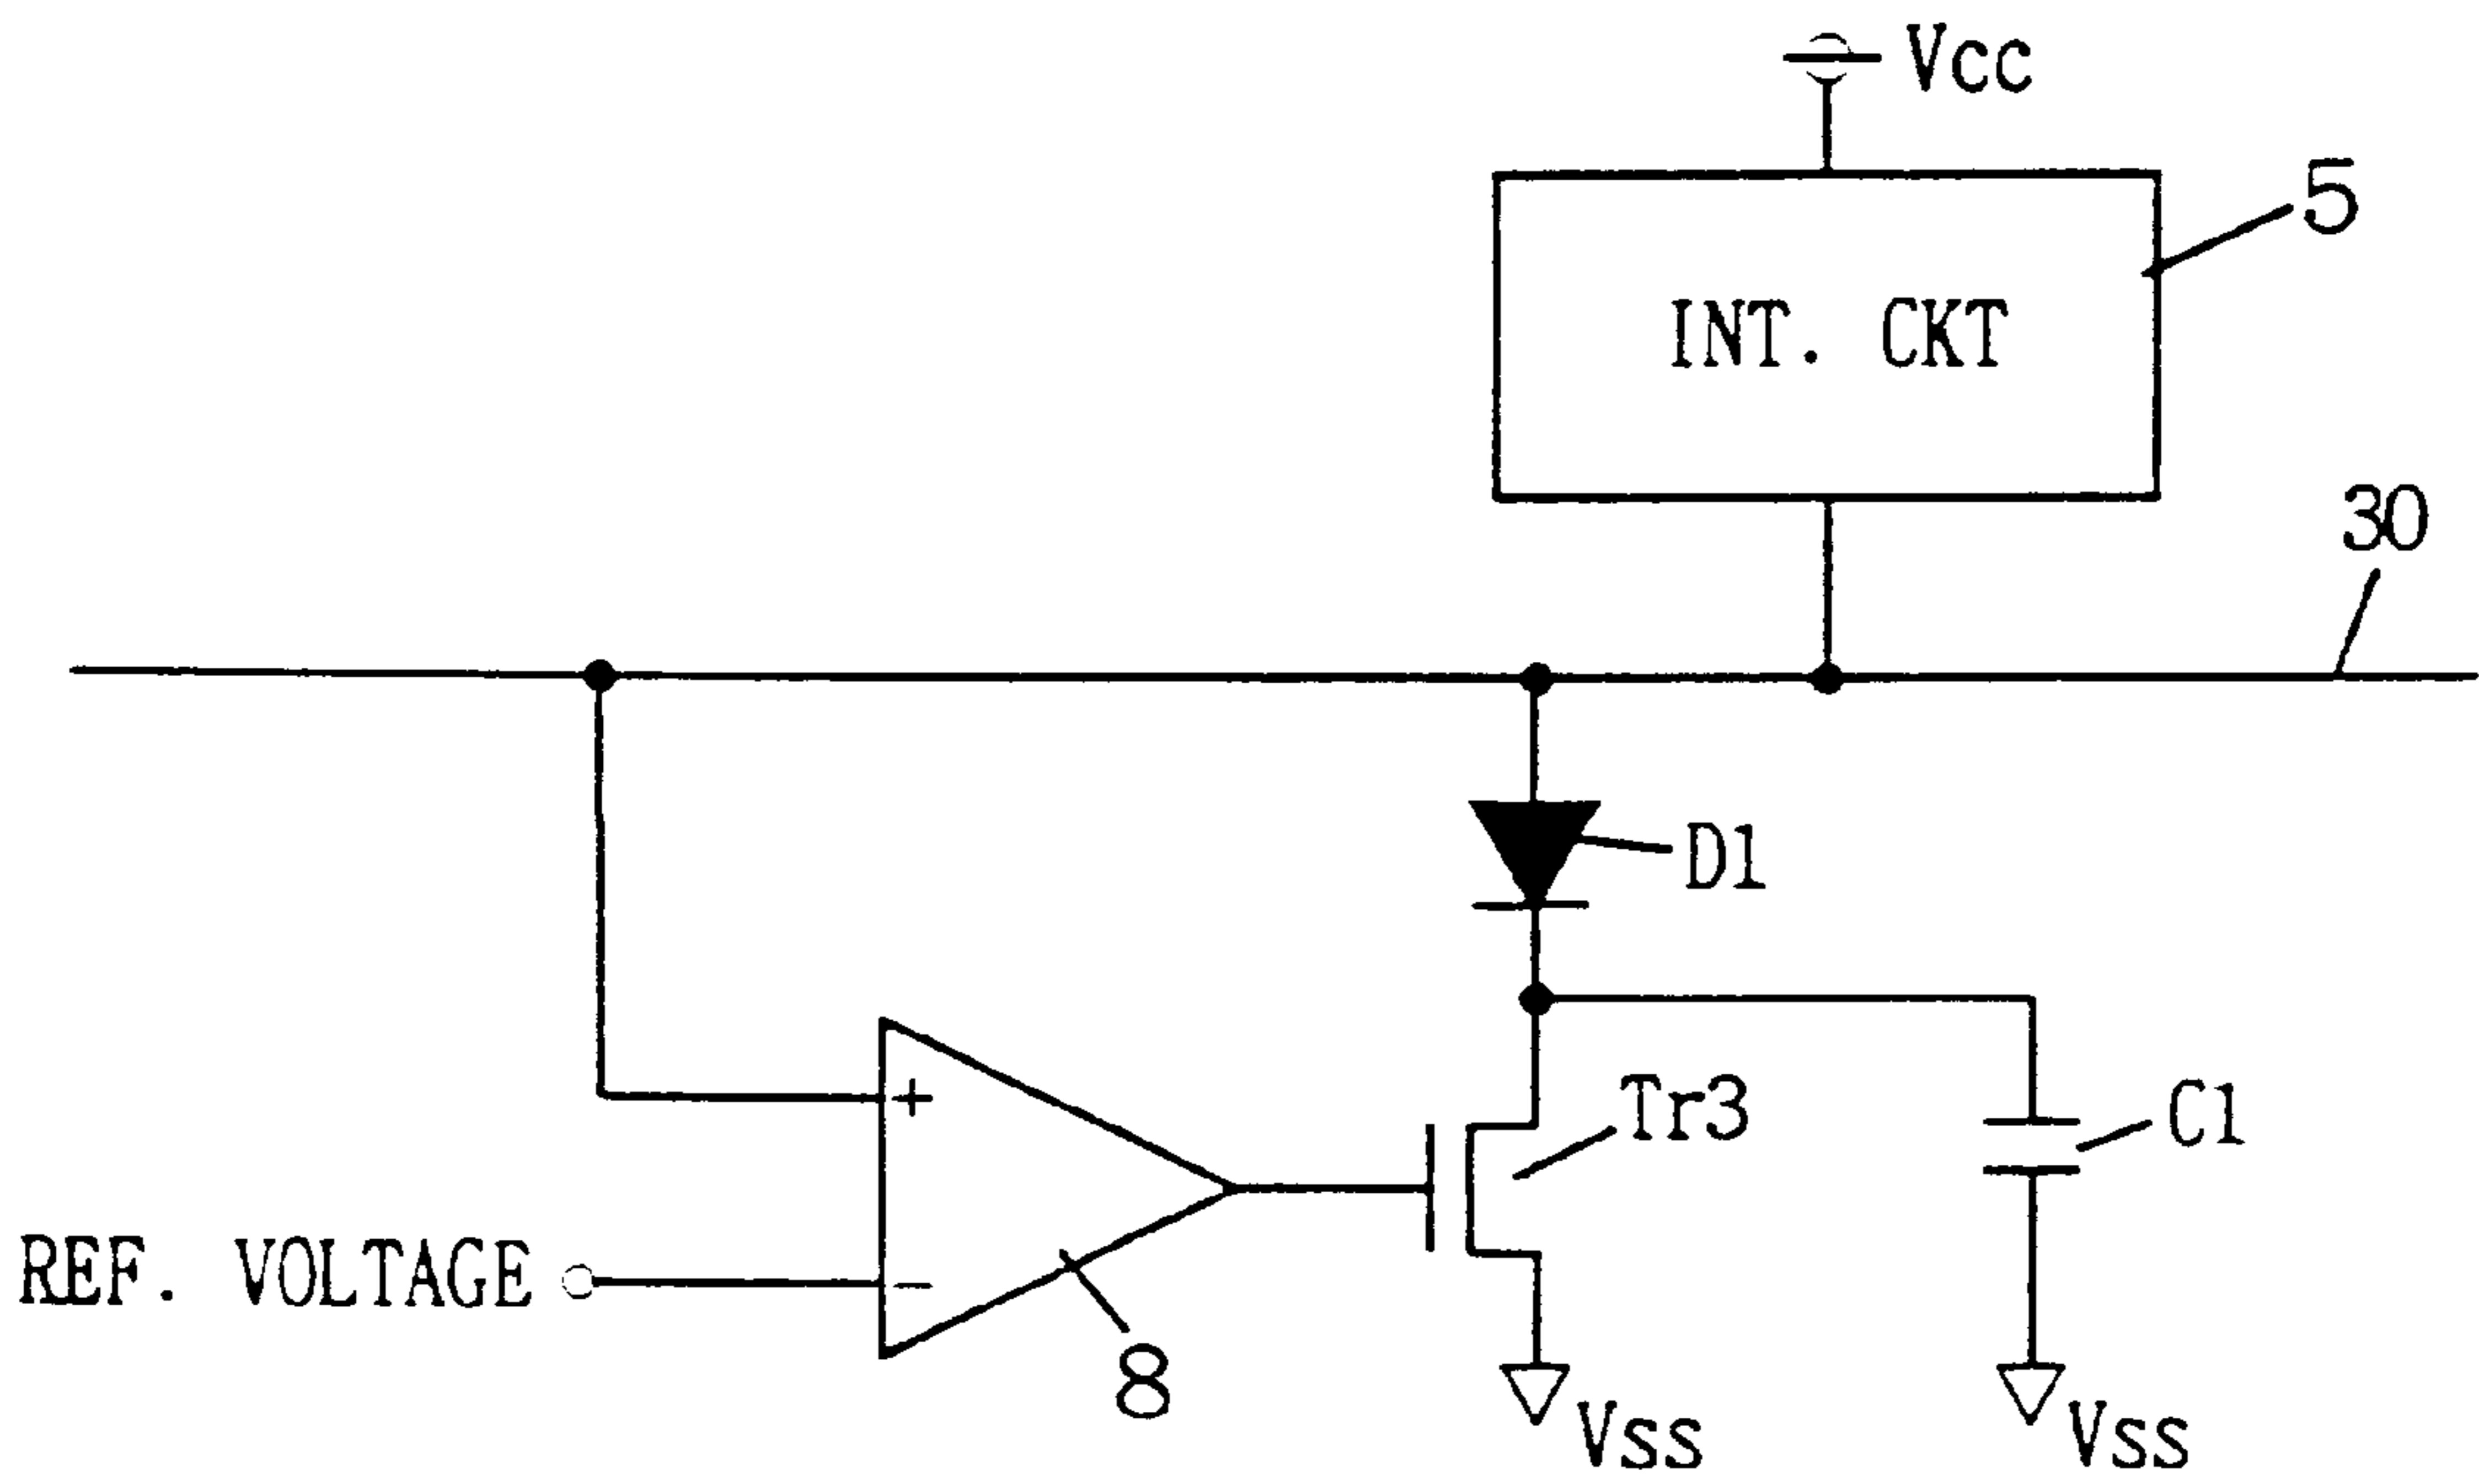 Vcc
5
INT. CKT
30
D1
+
Tr3
C1
REF. VOLTAGE
−
8
Vss
Vss